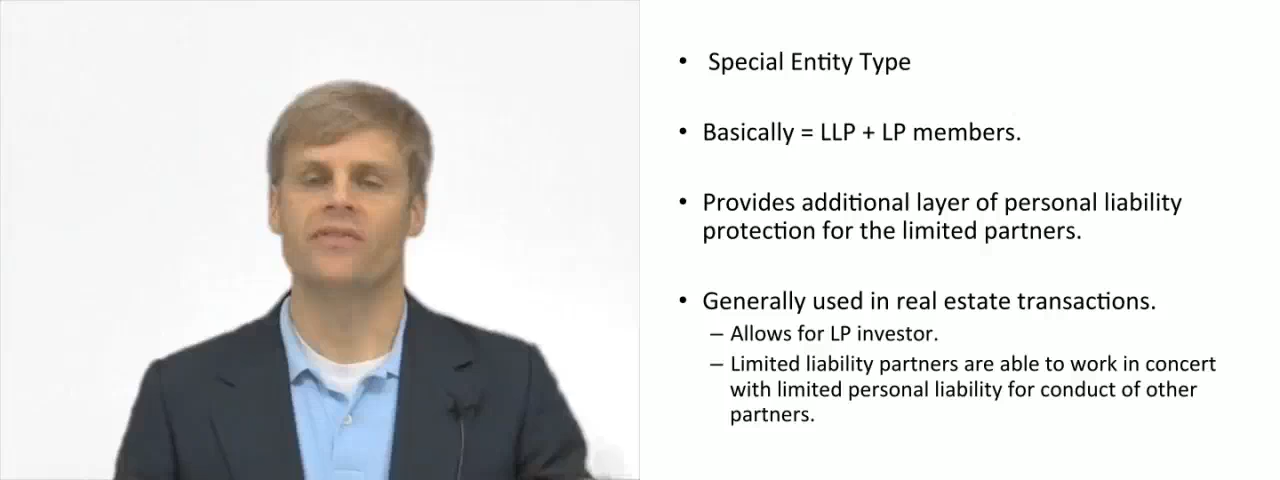 • Special Entity Type
• Basically = LLP + LP members.
• Provides additional layer of personal liability
protection for the limited partners.
• Generally used in real estate transactions.
– Allows for LP investor.
– Limited liability partners are able to work in concert
with limited personal liability for conduct of other
partners.